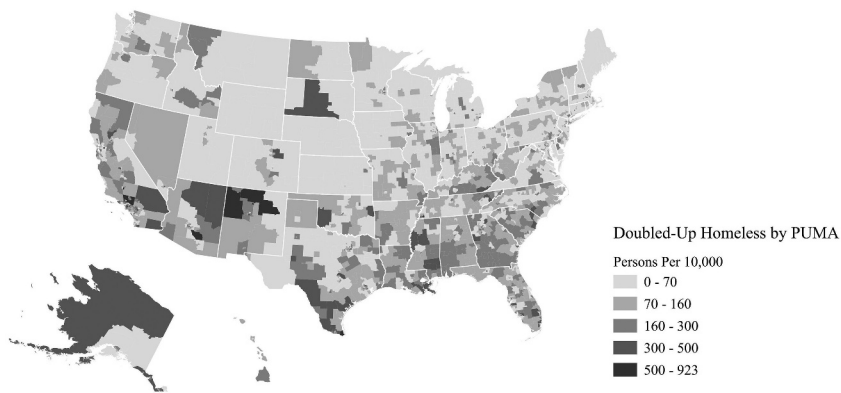 Doubled-Up Homeless by PUMA
Persons Per 10,000
0 - 70
70 - 160
160 - 300
300 - 500
500 - 923